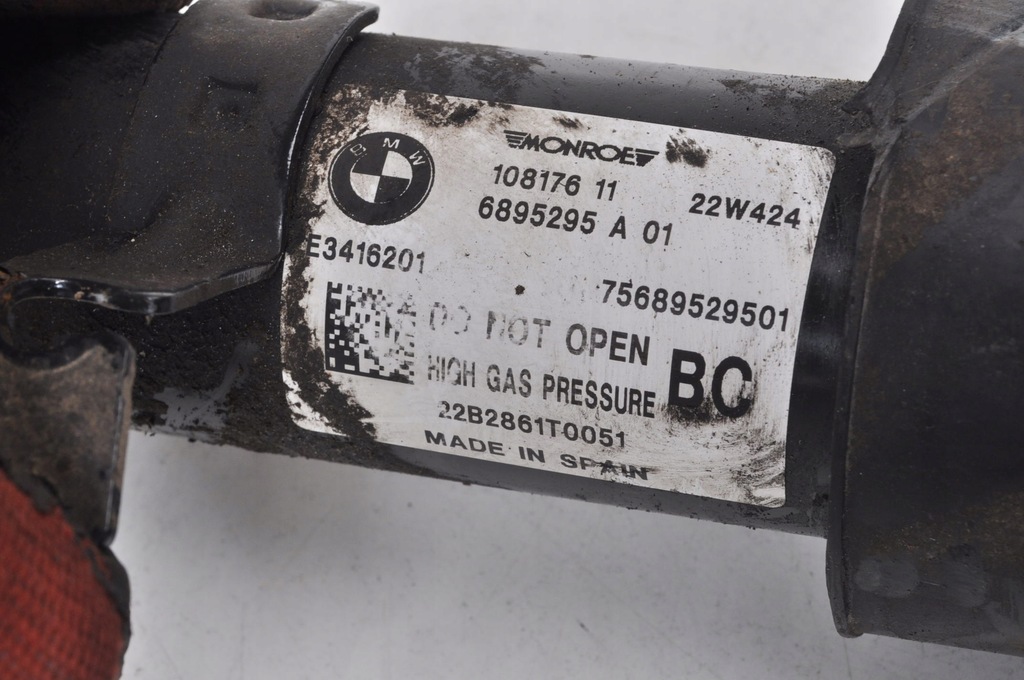 BMW
MONROE
108176 11
6895295 A 01
22W424
E3416201
75689529501
DO NOT OPEN
HIGH GAS PRESSURE
BC
22B2861T0051
MADE IN SPAIN